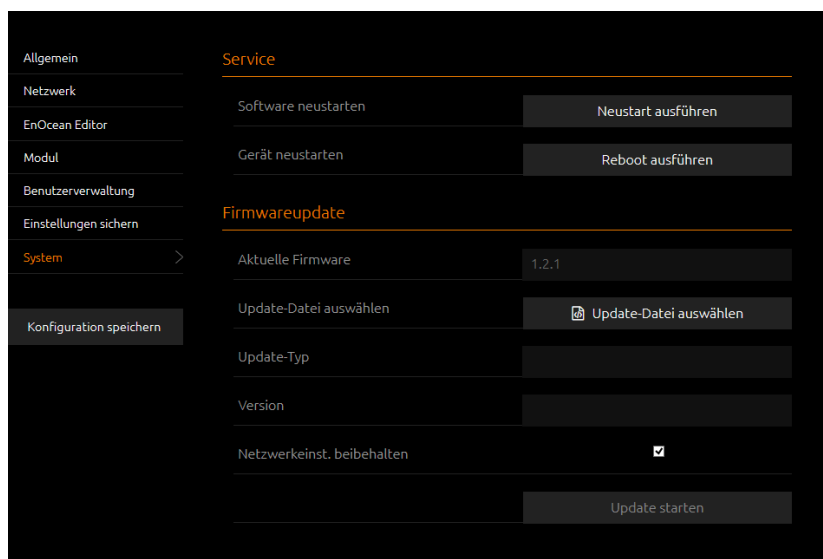 Allgemein
Netzwerk
EnOcean Editor
Modul
Benutzerverwaltung
Einstellungen sichern
System
Konfiguration speichern
Service
Software neustarten
Neustart ausführen
Gerät neustarten
Reboot ausführen
Firmwareupdate
Aktuelle Firmware
1.2.1
Update-Datei auswählen
Update-Datei auswählen
Update-Typ
Version
Netzwerkeinst. beibehalten
Update starten